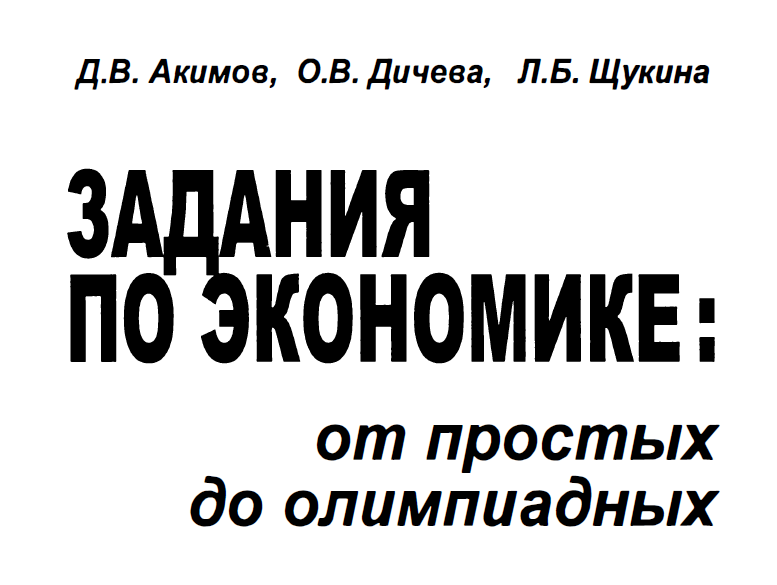 Д.В. Акимов, О.В. Дичева, Л.Б. Щукина
ЗАДАНИЯ
ПО ЭКОНОМИКЕ:
от простых
до олимпиадных